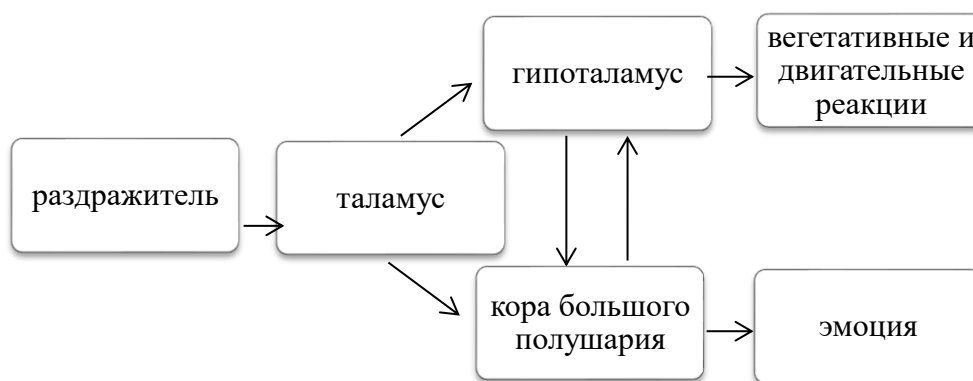 раздражитель
таламус
гипоталамус
вегетативные и
двигательные
реакции
кора большого
полушария
эмоция